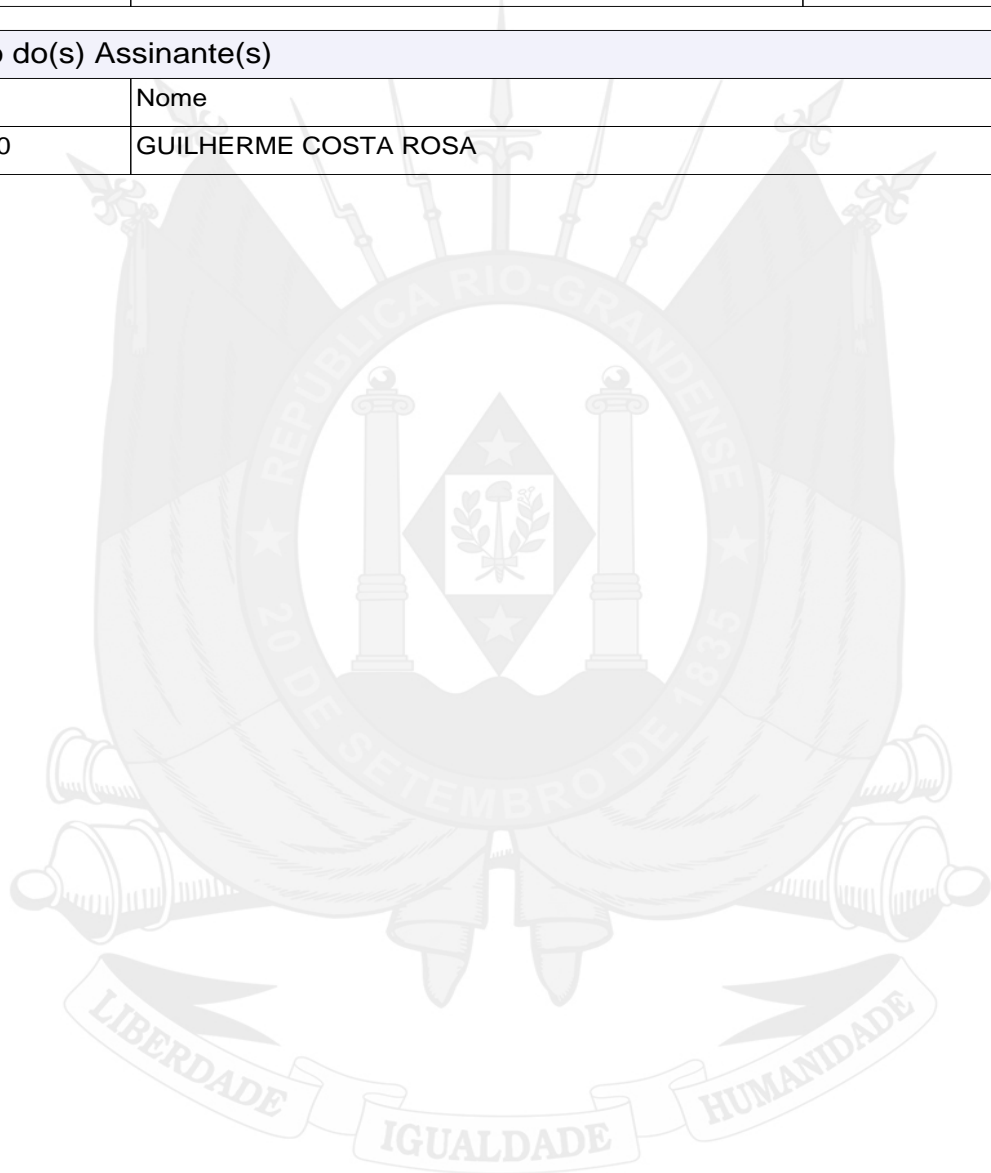 o do(s) Assinante(s)
Nome
0 GUILHERME COSTA ROSA
REPÚBLICA RIO-GRANDENSE
20 DE SETEMBRO DE 1835
LIBERDADE IGUALDADE HUMANIDADE